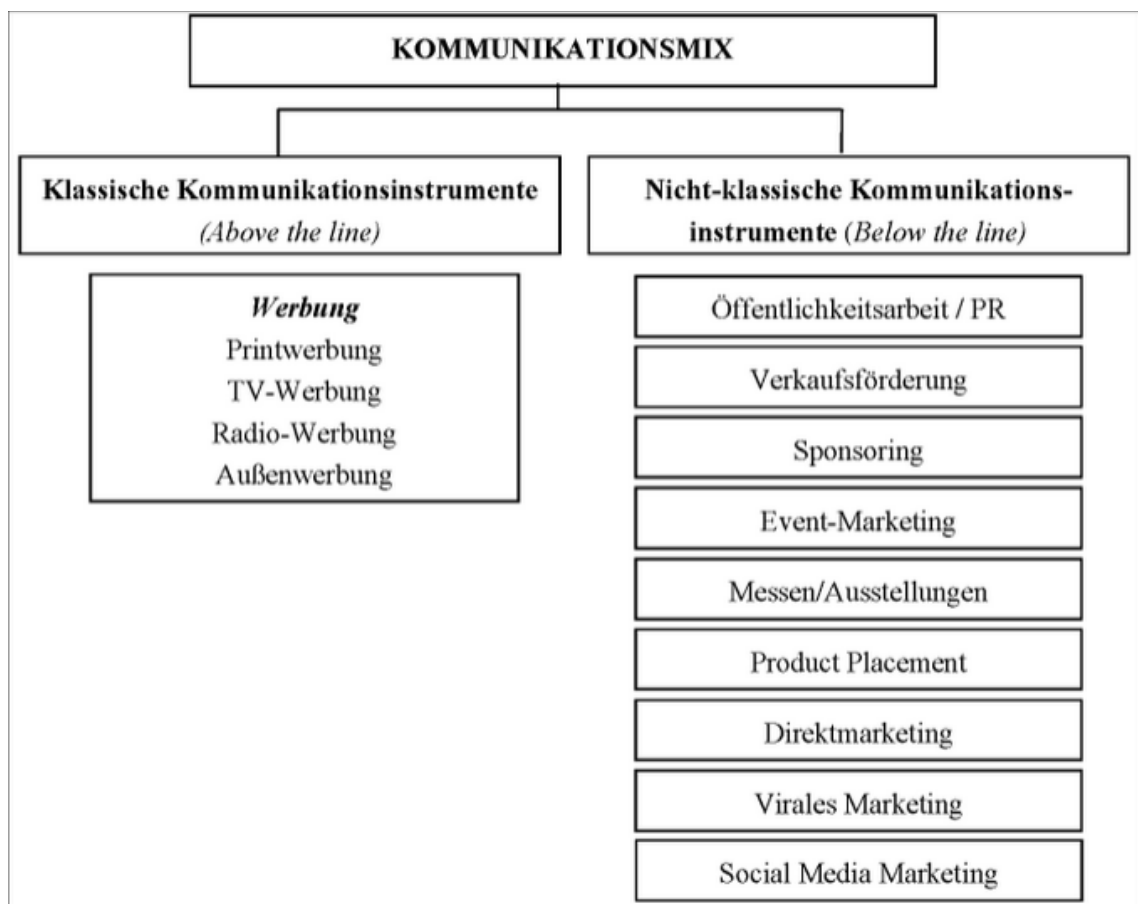 KOMMUNIKATIONSMIX
Klassische Kommunikationsinstrumente
(Above the line)
Werbung
Printwerbung
TV-Werbung
Radio-Werbung
Außenwerbung
Nicht-klassische Kommunikations-
instrumente (Below the line)
Öffentlichkeitsarbeit / PR
Verkaufsförderung
Sponsoring
Event-Marketing
Messen/Ausstellungen
Product Placement
Direktmarketing
Virales Marketing
Social Media Marketing